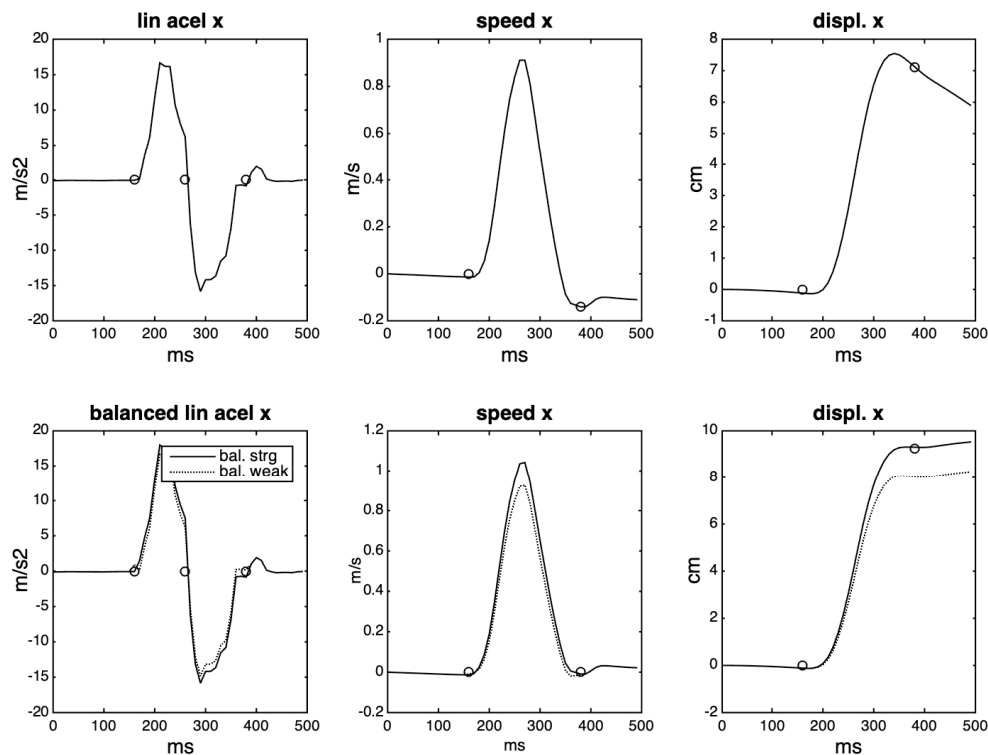 lin acel x
20
15
10
5
0
-5
-10
-15
-20
0 100 200 300 400 500
ms
m/s2
speed x
1
0.8
0.6
0.4
0.2
0
-0.2
0 100 200 300 400 500
ms
m/s
displ. x
8
7
6
5
4
3
2
1
0
-1
0 100 200 300 400 500
ms
cm
balanced lin acel x
20
15
10
5
0
-5
-10
-15
-20
0 100 200 300 400 500
ms
m/s2
bal. strg
bal. weak
speed x
1.2
1
0.8
0.6
0.4
0.2
0
-0.2
0 100 200 300 400 500
ms
m/s
displ. x
10
8
6
4
2
0
-2
0 100 200 300 400 500
ms
cm